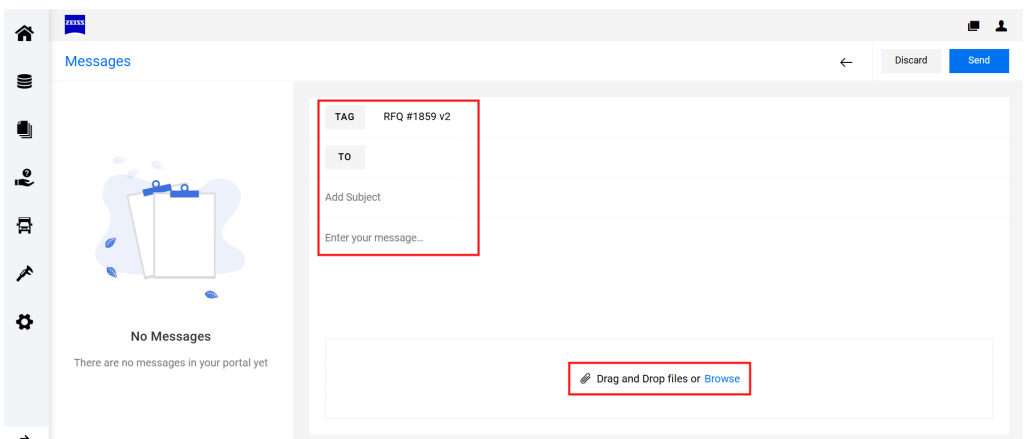 ZEISS
Messages
Discard
Send
TAG RFQ #1859 v2
TO
Add Subject
Enter your message...
No Messages
There are no messages in your portal yet
Drag and Drop files or Browse